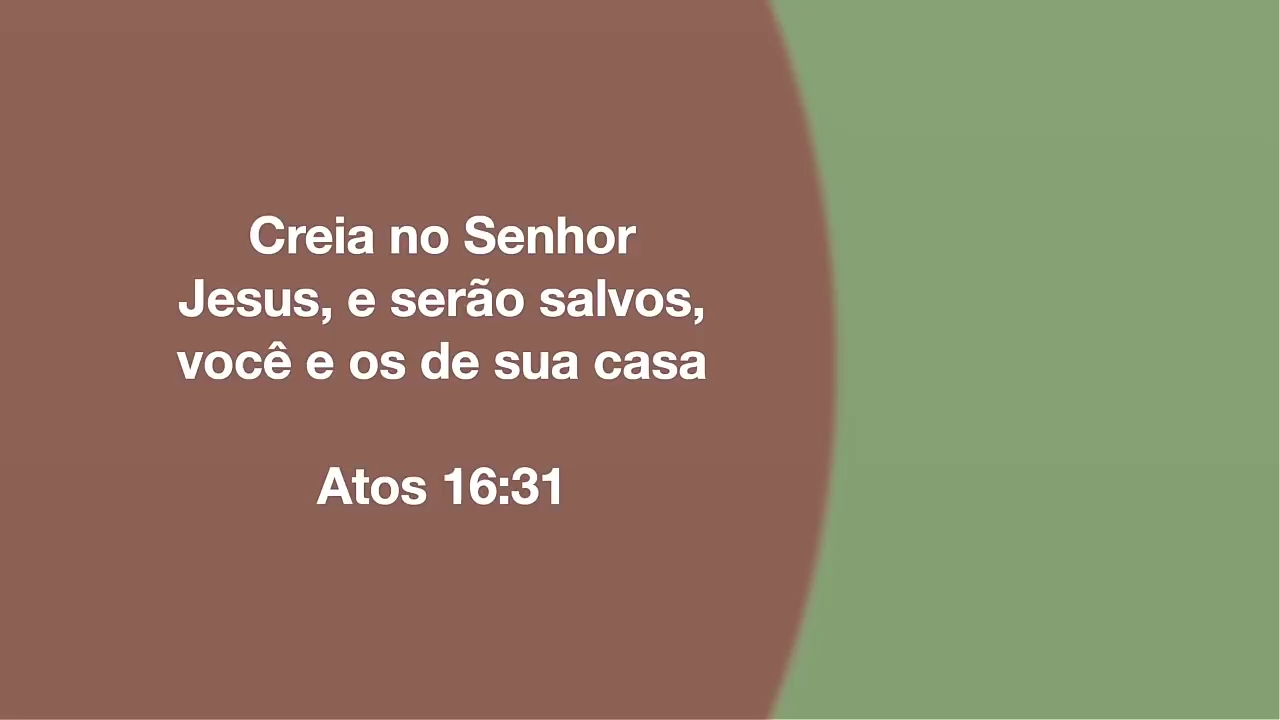 Creia no Senhor
Jesus, e serão salvos,
você e os de sua casa
Atos 16:31